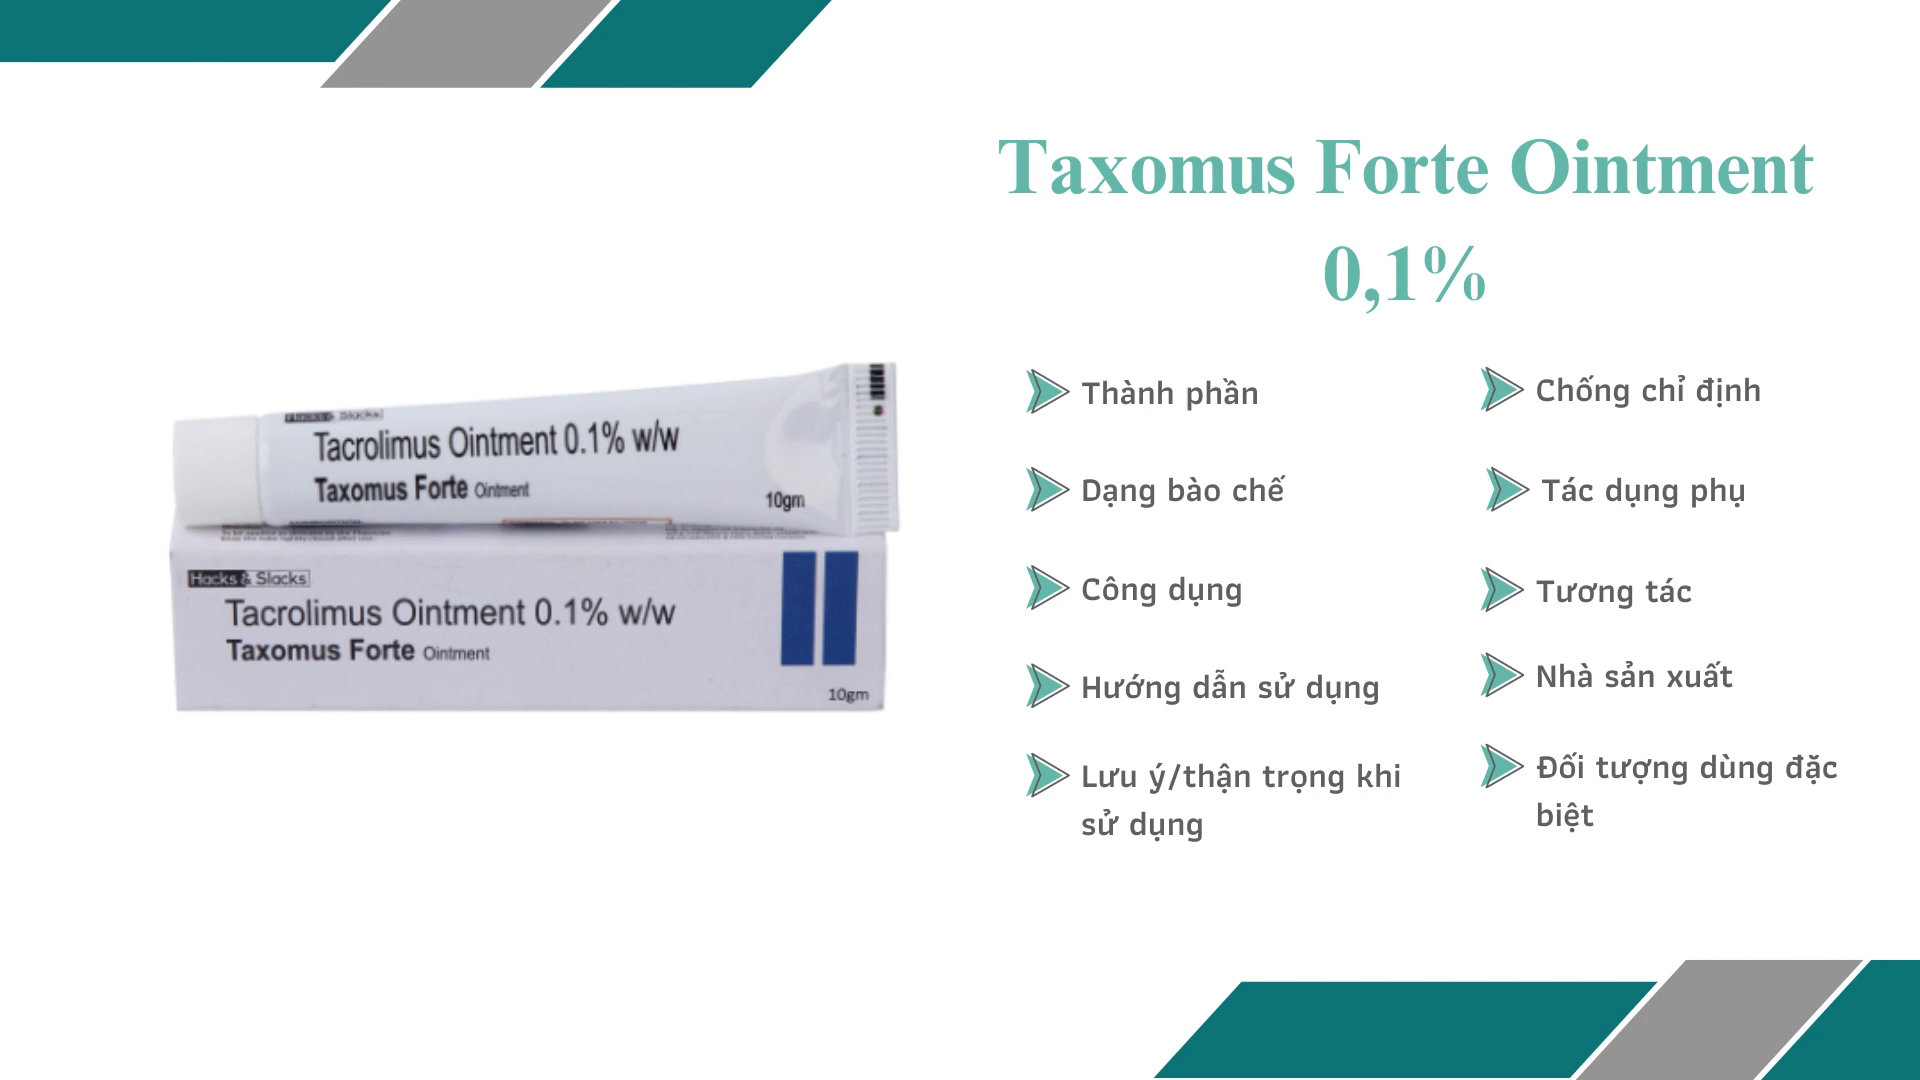 Taxomus Forte Ointment
0,1%
Hacks & Slacks
Tacrolimus Ointment 0.1% w/w
Taxomus Forte Ointment
10gm
Hacks & Slacks
Tacrolimus Ointment 0.1% w/w
Taxomus Forte Ointment
10gm
Thành phần
Dạng bào chế
Công dụng
Hướng dẫn sử dụng
Lưu ý/thận trọng khi
sử dụng
Chống chỉ định
Tác dụng phụ
Tương tác
Nhà sản xuất
Đối tượng dùng đặc
biệt